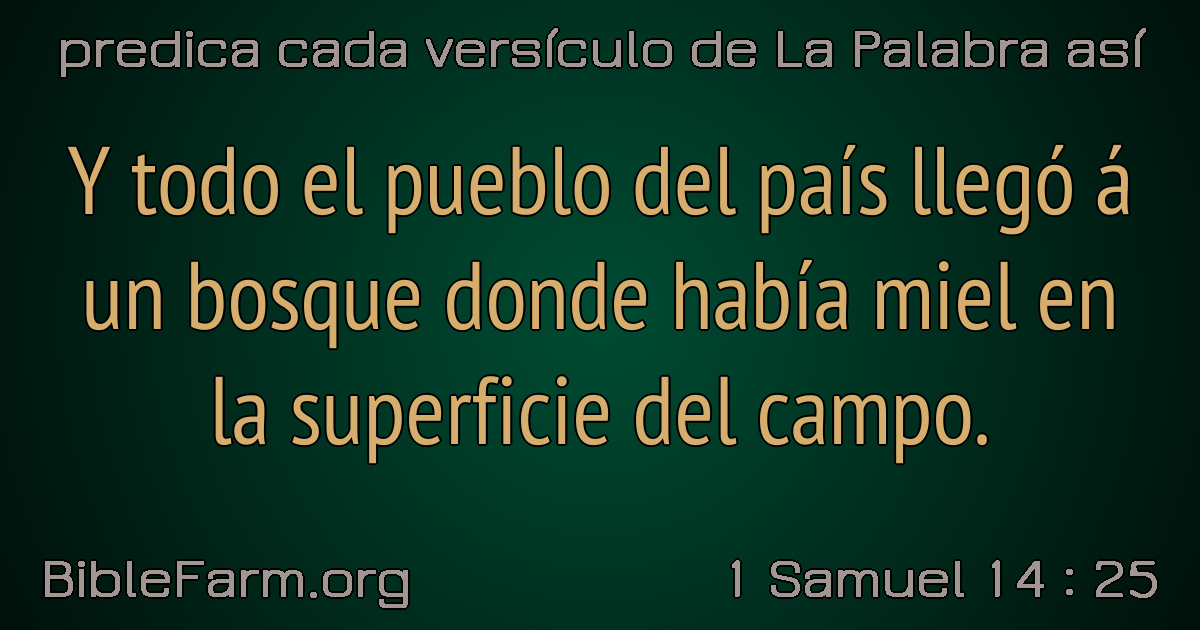 predica cada versículo de La Palabra así
Y todo el pueblo del país llegó á
un bosque donde había miel en
la superficie del campo.
BibleFarm.org
1 Samuel 14 : 25